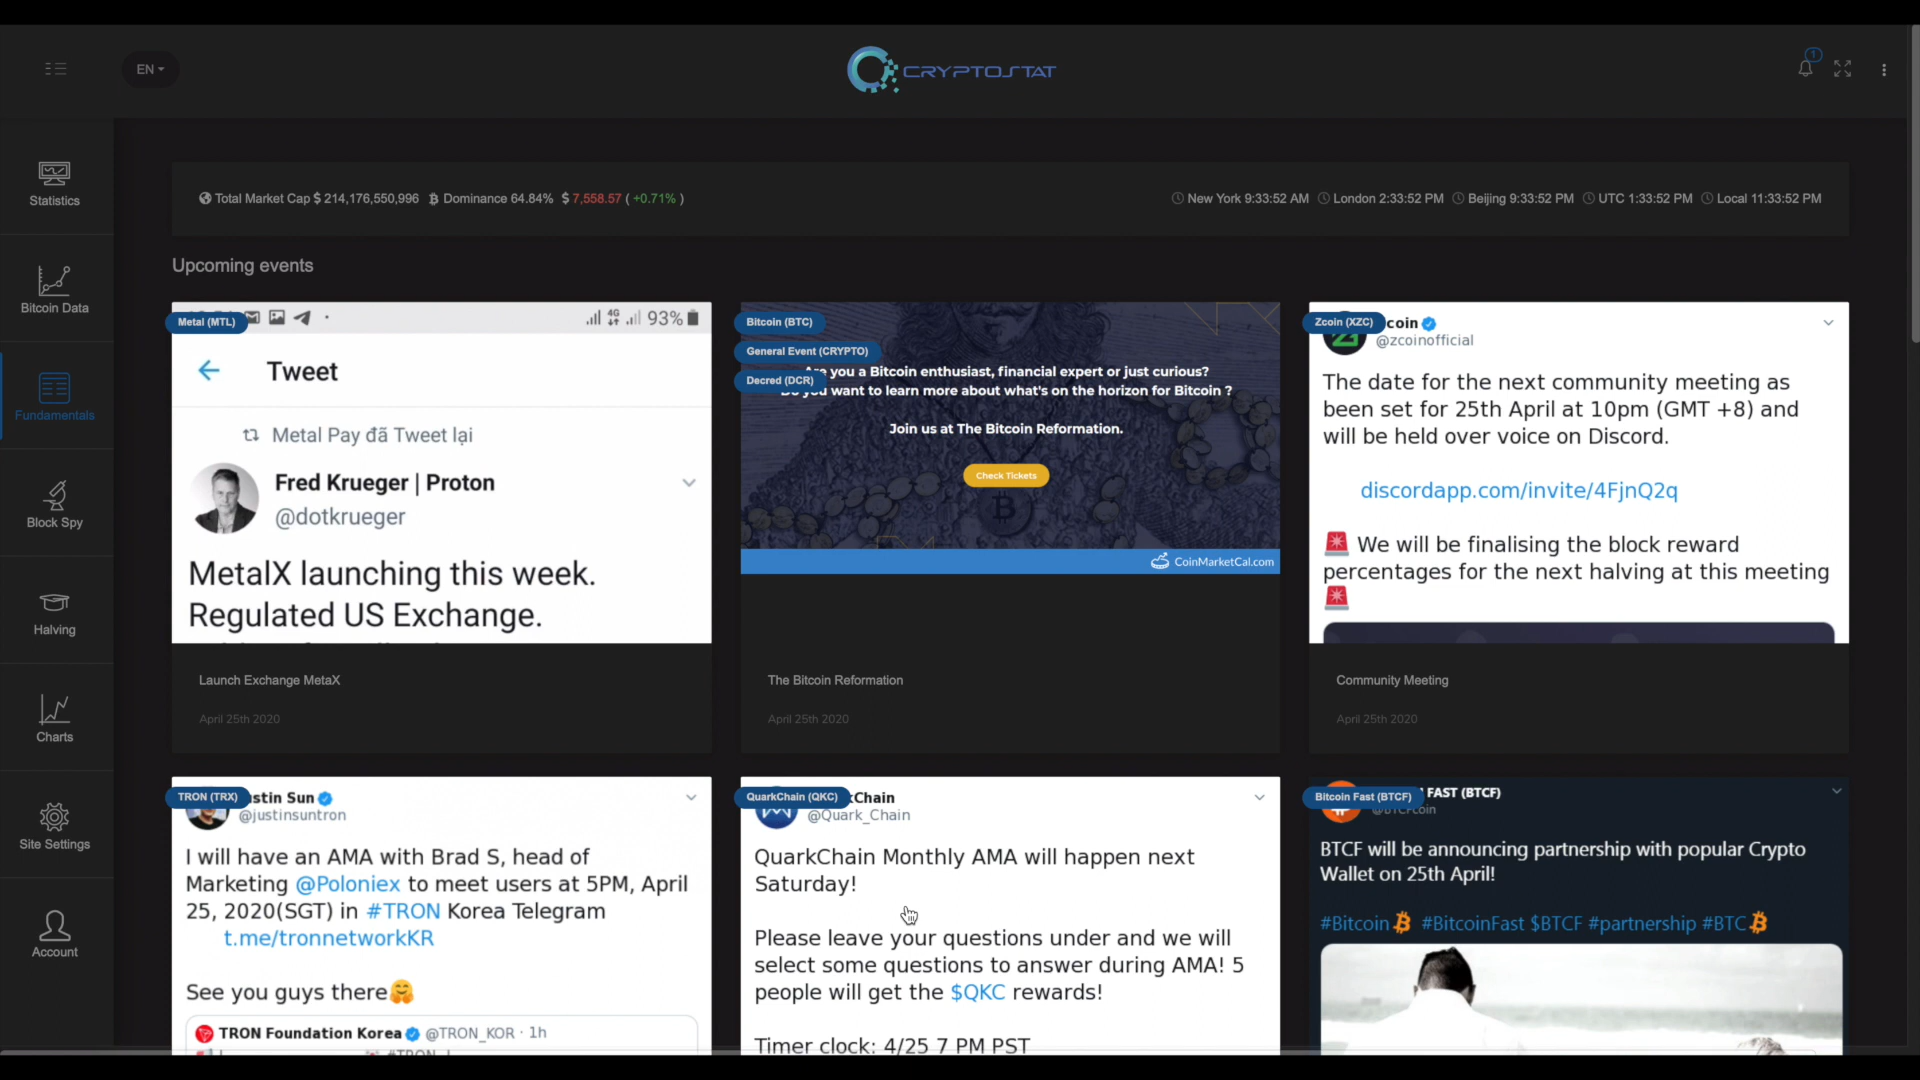 EN
CRYPTOSTAT
1
Statistics
Bitcoin Data
Fundamentals
Block Spy
Halving
Charts
Site Settings
Account
Total Market Cap $ 214,176,550,996 Dominance 64.84% $ 7,558.57 ( +0.71% )
New York 9:33:52 AM London 2:33:52 PM Beijing 9:33:52 PM UTC 1:33:52 PM Local 11:33:52 PM
Upcoming events
Metal (MTL)
4G 93%
Tweet
Metal Pay đã Tweet lại
Fred Krueger | Proton
@dotkrueger
MetalX launching this week.
Regulated US Exchange.
Launch Exchange MetaX
April 25th 2020
Bitcoin (BTC)
General Event (CRYPTO)
Decred (DCR)
Are you a Bitcoin enthusiast, financial expert or just curious?
Do you want to learn more about what's on the horizon for Bitcoin ?
Join us at The Bitcoin Reformation.
Check Tickets
CoinMarketCal.com
The Bitcoin Reformation
April 25th 2020
Zcoin (XZC)
coin
@zcoinofficial
The date for the next community meeting as
been set for 25th April at 10pm (GMT +8) and
will be held over voice on Discord.
discordapp.com/invite/4FjnQ2q
We will be finalising the block reward
percentages for the next halving at this meeting
Community Meeting
April 25th 2020
TRON (TRX)
stin Sun
@justinsuntron
I will have an AMA with Brad S, head of
Marketing @Poloniex to meet users at 5PM, April
25, 2020(SGT) in #TRON Korea Telegram
t.me/tronnetworkKR
See you guys there🤗
TRON Foundation Korea @TRON_KOR · 1h
QuarkChain (QKC)
kChain
@Quark_Chain
QuarkChain Monthly AMA will happen next
Saturday!
Please leave your questions under and we will
select some questions to answer during AMA! 5
people will get the $QKC rewards!
Timer clock: 4/25 7 PM PST
Bitcoin Fast (BTCF)
FAST (BTCF)
@BTCFcoin
BTCF will be announcing partnership with popular Crypto
Wallet on 25th April!
#Bitcoin #BitcoinFast $BTCF #partnership #BTC